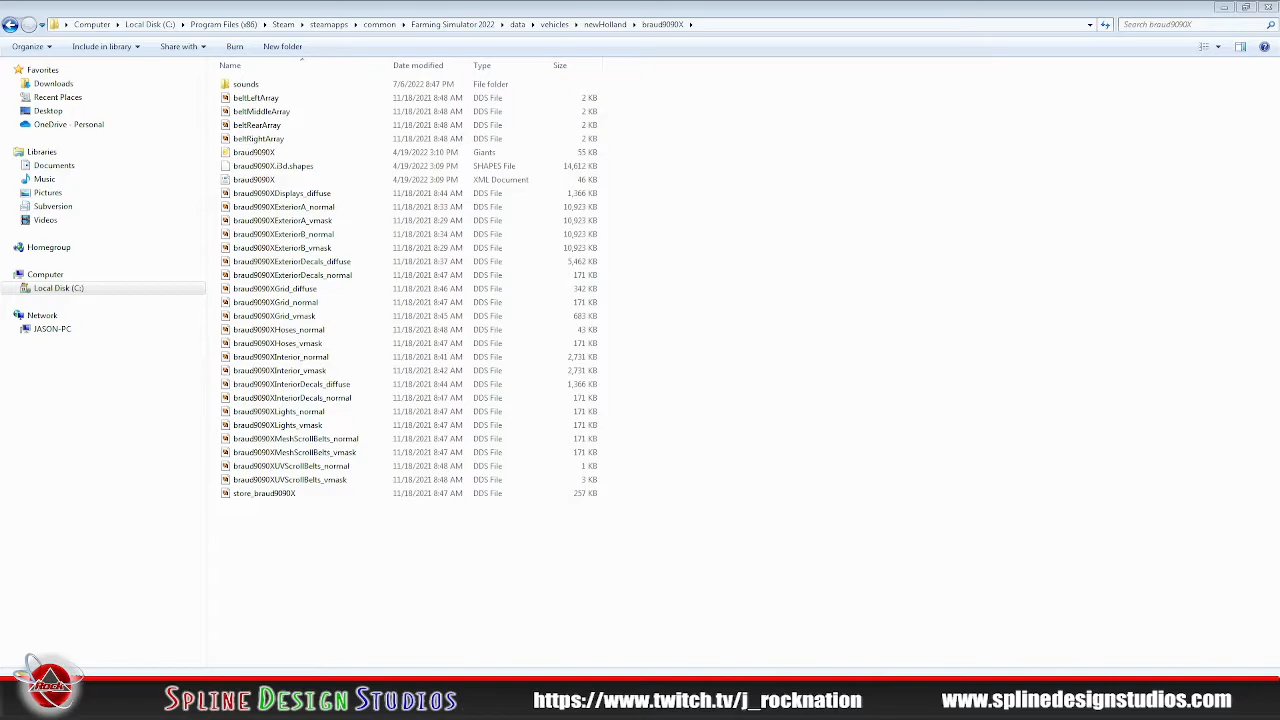 Computer Local Disk (C:) Program Files (x86) Steam steamapps common Farming Simulator 2022 data vehicles newHolland braud9090X Search braud9090X
Organize Include in library Share with Burn New folder
Name Date modified Type Size
Favorites
Downloads
Recent Places
Desktop
OneDrive - Personal
Libraries
Documents
Music
Pictures
Subversion
Videos
Homegroup
Computer
Local Disk (C:)
Network
JASON-PC
sounds 7/6/2022 8:47 PM File folder
beltLeftArray 11/18/2021 8:48 AM DDS File 2 KB
beltMiddleArray 11/18/2021 8:48 AM DDS File 2 KB
beltRearArray 11/18/2021 8:48 AM DDS File 2 KB
beltRightArray 11/18/2021 8:48 AM DDS File 2 KB
braud9090X 4/19/2022 3:10 PM Giants 55 KB
braud9090X.i3d.shapes 4/19/2022 3:09 PM SHAPES File 14,612 KB
braud9090X 4/19/2022 3:09 PM XML Document 46 KB
braud9090XDisplays_diffuse 11/18/2021 8:44 AM DDS File 1,366 KB
braud9090XExteriorA_normal 11/18/2021 8:33 AM DDS File 10,923 KB
braud9090XExteriorA_vmask 11/18/2021 8:29 AM DDS File 10,923 KB
braud9090XExteriorB_normal 11/18/2021 8:34 AM DDS File 10,923 KB
braud9090XExteriorB_vmask 11/18/2021 8:29 AM DDS File 10,923 KB
braud9090XExteriorDecals_diffuse 11/18/2021 8:37 AM DDS File 5,462 KB
braud9090XExteriorDecals_normal 11/18/2021 8:47 AM DDS File 171 KB
braud9090XGrid_diffuse 11/18/2021 8:46 AM DDS File 342 KB
braud9090XGrid_normal 11/18/2021 8:47 AM DDS File 171 KB
braud9090XGrid_vmask 11/18/2021 8:45 AM DDS File 683 KB
braud9090XHoses_normal 11/18/2021 8:48 AM DDS File 43 KB
braud9090XHoses_vmask 11/18/2021 8:47 AM DDS File 171 KB
braud9090XInterior_normal 11/18/2021 8:41 AM DDS File 2,731 KB
braud9090XInterior_vmask 11/18/2021 8:42 AM DDS File 2,731 KB
braud9090XInteriorDecals_diffuse 11/18/2021 8:44 AM DDS File 1,366 KB
braud9090XInteriorDecals_normal 11/18/2021 8:47 AM DDS File 171 KB
braud9090XLights_normal 11/18/2021 8:47 AM DDS File 171 KB
braud9090XLights_vmask 11/18/2021 8:47 AM DDS File 171 KB
braud9090XMeshScrollBelts_normal 11/18/2021 8:47 AM DDS File 171 KB
braud9090XMeshScrollBelts_vmask 11/18/2021 8:47 AM DDS File 171 KB
braud9090XUVScrollBelts_normal 11/18/2021 8:48 AM DDS File 1 KB
braud9090XUVScrollBelts_vmask 11/18/2021 8:48 AM DDS File 3 KB
store_braud9090X 11/18/2021 8:47 AM DDS File 257 KB
SPLINE DESIGN STUDIOS https://www.twitch.tv/j_rocknation www.splinedesignstudios.com